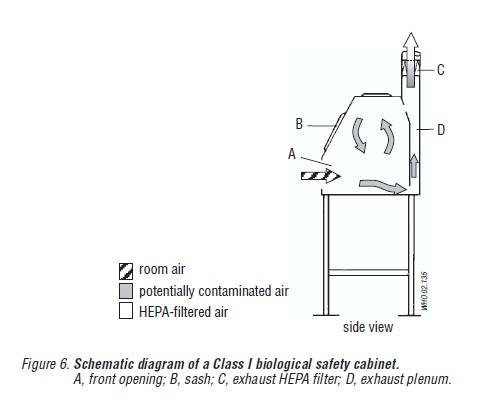 C
B
D
A
room air
potentially contaminated air
HEPA-filtered air
WHO 02.135
side view
Figure 6. Schematic diagram of a Class I biological safety cabinet.
A, front opening; B, sash; C, exhaust HEPA filter; D, exhaust plenum.